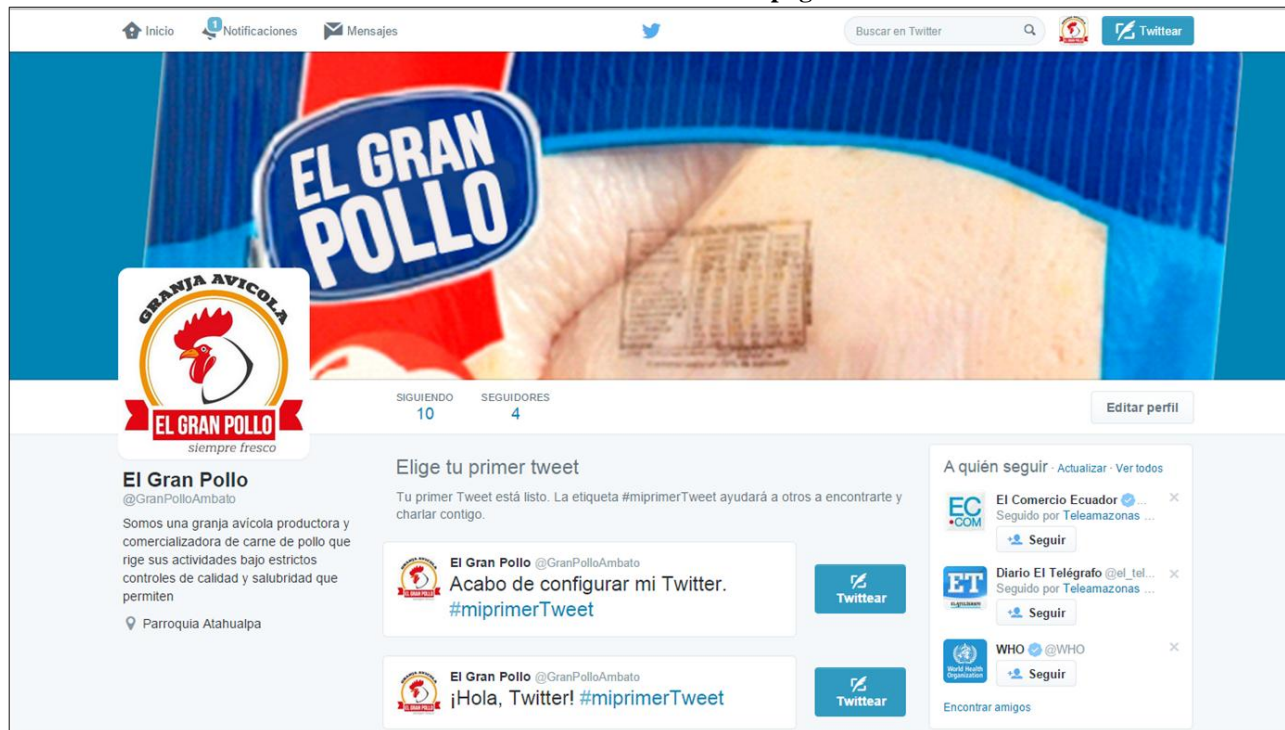 Inicio
1
Notificaciones
Mensajes
Buscar en Twitter
Twittear
EL GRAN
POLLO
GRANJA AVICOLA
EL GRAN POLLO
siempre fresco
SIGUIENDO
10
SEGUIDORES
4
Editar perfil
El Gran Pollo
@GranPolloAmbato
Somos una granja avícola productora y
comercializadora de carne de pollo que
rige sus actividades bajo estrictos
controles de calidad y salubridad que
permiten
Parroquia Atahualpa
Elige tu primer tweet
Tu primer Tweet está listo. La etiqueta #miprimerTweet ayudará a otros a encontrarte y
charlar contigo.
El Gran Pollo @GranPolloAmbato
Acabo de configurar mi Twitter.
#miprimerTweet
Twittear
El Gran Pollo @GranPolloAmbato
¡Hola, Twitter! #miprimerTweet
Twittear
A quién seguir · Actualizar · Ver todos
EC
.COM
El Comercio Ecuador ...
Seguido por Teleamazonas ...
Seguir
ET
Diario El Telégrafo @el_tel...
Seguido por Teleamazonas ...
Seguir
World Health
Organization
WHO @WHO
Seguir
Encontrar amigos